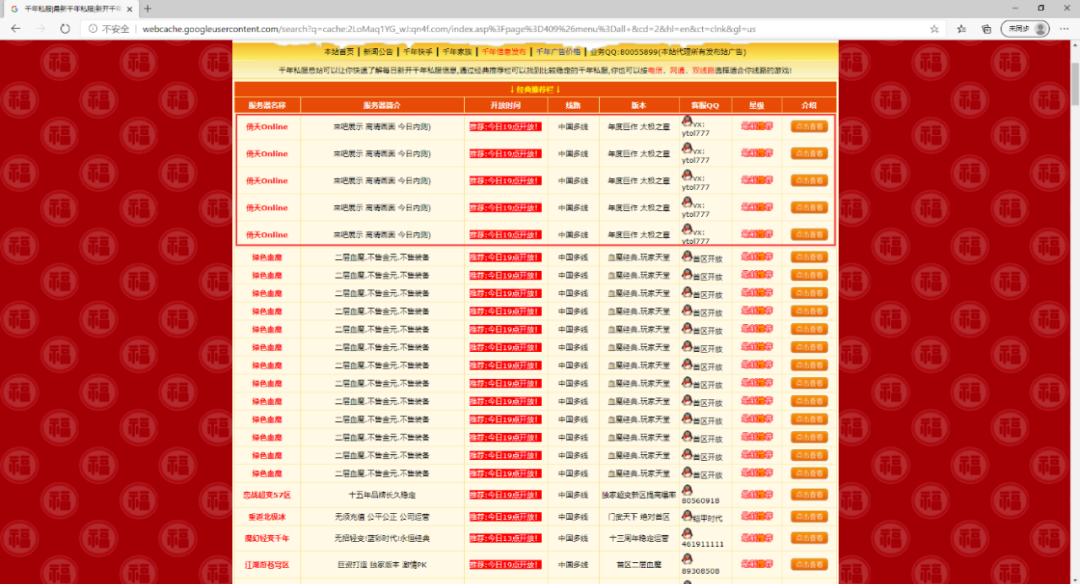 千年私服|最新千年私服|新开千年
不安全 | webcache.googleusercontent.com/search?q=cache:2LoMaq1YG_wJ:qn4f.com/index.asp%3Fpage%3D409%26menu%3Dall+&cd=2&hl=en&ct=clnk&gl=us
未同步
本站首页 | 新闻公告 | 千年快手 | 千年家族 | 千年信息发布 | 千年广告价格 | 业务QQ:80055899(本站代理所有发布站广告)
千年私服总站可以让你快速了解每日新开千年私服信息,通过经典推荐栏可以找到比较稳定的千年私服,你也可以按电信、网通、双线路选择适合你线路的游戏!
↓经典推荐栏↓
服务器名称 服务器简介 开放时间 线路 版本 客服QQ 星级 介绍
倚天Online 来吧展示 高清画面 今日内测) 推荐:今日19点开放! 中国多线 年度巨作 太极之章 vx: ytol777 点击查看
倚天Online 来吧展示 高清画面 今日内测) 推荐:今日19点开放! 中国多线 年度巨作 太极之章 vx: ytol777 点击查看
倚天Online 来吧展示 高清画面 今日内测) 推荐:今日19点开放! 中国多线 年度巨作 太极之章 vx: ytol777 点击查看
倚天Online 来吧展示 高清画面 今日内测) 推荐:今日19点开放! 中国多线 年度巨作 太极之章 vx: ytol777 点击查看
倚天Online 来吧展示 高清画面 今日内测) 推荐:今日19点开放! 中国多线 年度巨作 太极之章 vx: ytol777 点击查看
绿色血魔 二层血魔.不售金元.不售装备 推荐:今日19点开放! 中国多线 血魔经典.玩家天堂 首区开放 点击查看
绿色血魔 二层血魔.不售金元.不售装备 推荐:今日19点开放! 中国多线 血魔经典.玩家天堂 首区开放 点击查看
绿色血魔 二层血魔.不售金元.不售装备 推荐:今日19点开放! 中国多线 血魔经典.玩家天堂 首区开放 点击查看
绿色血魔 二层血魔.不售金元.不售装备 推荐:今日19点开放! 中国多线 血魔经典.玩家天堂 首区开放 点击查看
绿色血魔 二层血魔.不售金元.不售装备 推荐:今日19点开放! 中国多线 血魔经典.玩家天堂 首区开放 点击查看
绿色血魔 二层血魔.不售金元.不售装备 推荐:今日19点开放! 中国多线 血魔经典.玩家天堂 首区开放 点击查看
绿色血魔 二层血魔.不售金元.不售装备 推荐:今日19点开放! 中国多线 血魔经典.玩家天堂 首区开放 点击查看
绿色血魔 二层血魔.不售金元.不售装备 推荐:今日19点开放! 中国多线 血魔经典.玩家天堂 首区开放 点击查看
绿色血魔 二层血魔.不售金元.不售装备 推荐:今日19点开放! 中国多线 血魔经典.玩家天堂 首区开放 点击查看
绿色血魔 二层血魔.不售金元.不售装备 推荐:今日19点开放! 中国多线 血魔经典.玩家天堂 首区开放 点击查看
绿色血魔 二层血魔.不售金元.不售装备 推荐:今日19点开放! 中国多线 血魔经典.玩家天堂 首区开放 点击查看
绿色血魔 二层血魔.不售金元.不售装备 推荐:今日19点开放! 中国多线 血魔经典.玩家天堂 首区开放 点击查看
绿色血魔 二层血魔.不售金元.不售装备 推荐:今日19点开放! 中国多线 血魔经典.玩家天堂 首区开放 点击查看
恋战超变57区 十五年品牌长久稳定 推荐:今日19点开放! 中国多线 独家超变新区提高爆率 80560918 点击查看
重返北极冰 无须充值 公平公正 公司运营 推荐:今日19点开放! 中国多线 门武天下 绝对首区 铠甲时代 点击查看
魔幻轻变千年 无招轻变!蓝彩时代!永恒经典 推荐:今日13点开放! 中国多线 十三周年稳定运营 461911111 点击查看
巨资打造 独家版本 激情PK 推荐:今日19点开放! 中国多线 首区二层血魔 89308508 点击查看